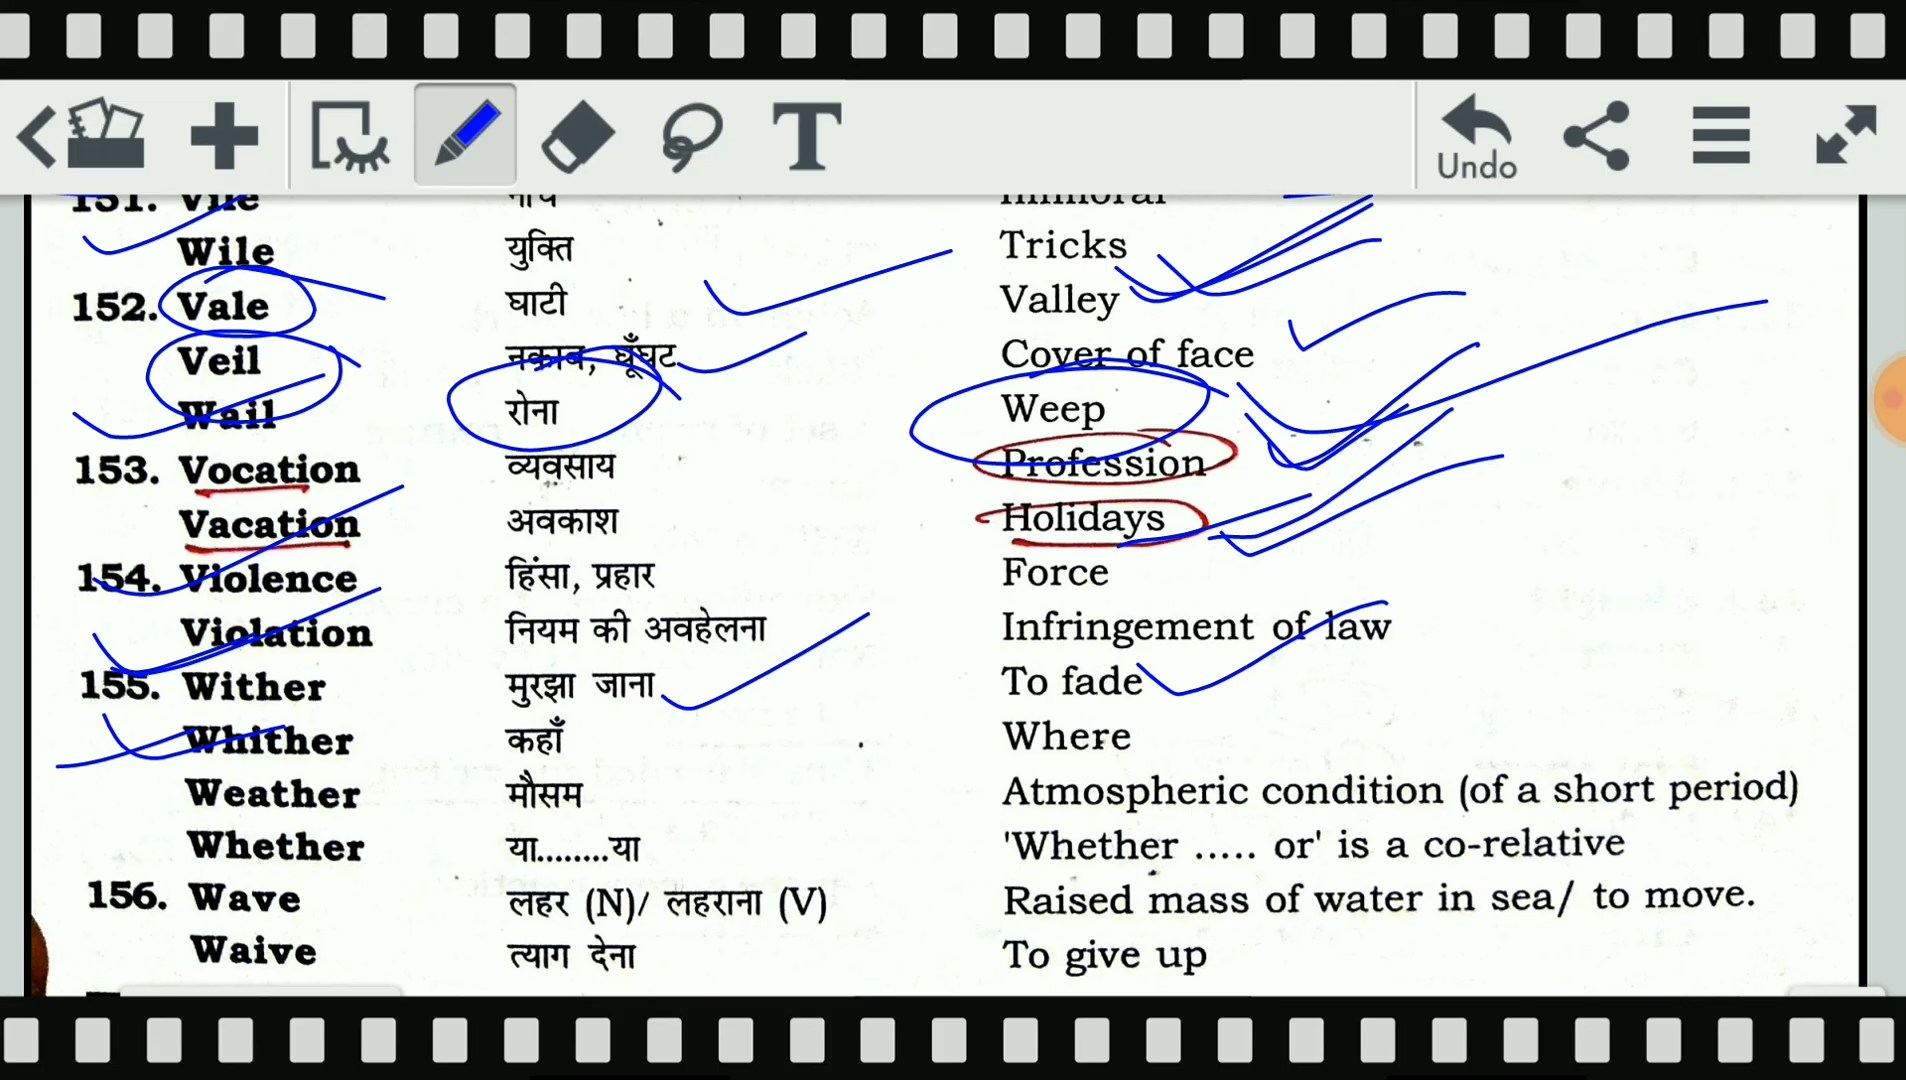 Undo
151. Vile नीच Immoral
Wile युक्ति Tricks
152. Vale घाटी Valley
Veil नक़ाब, घूँघट Cover of face
Wail रोना Weep
153. Vocation व्यवसाय Profession
Vacation अवकाश Holidays
154. Violence हिंसा, प्रहार Force
Violation नियम की अवहेलना Infringement of law
155. Wither मुरझा जाना To fade
Whither कहाँ Where
Weather मौसम Atmospheric condition (of a short period)
Whether या........या 'Whether ..... or' is a co-relative
156. Wave लहर (N)/ लहराना (V) Raised mass of water in sea/ to move.
Waive त्याग देना To give up